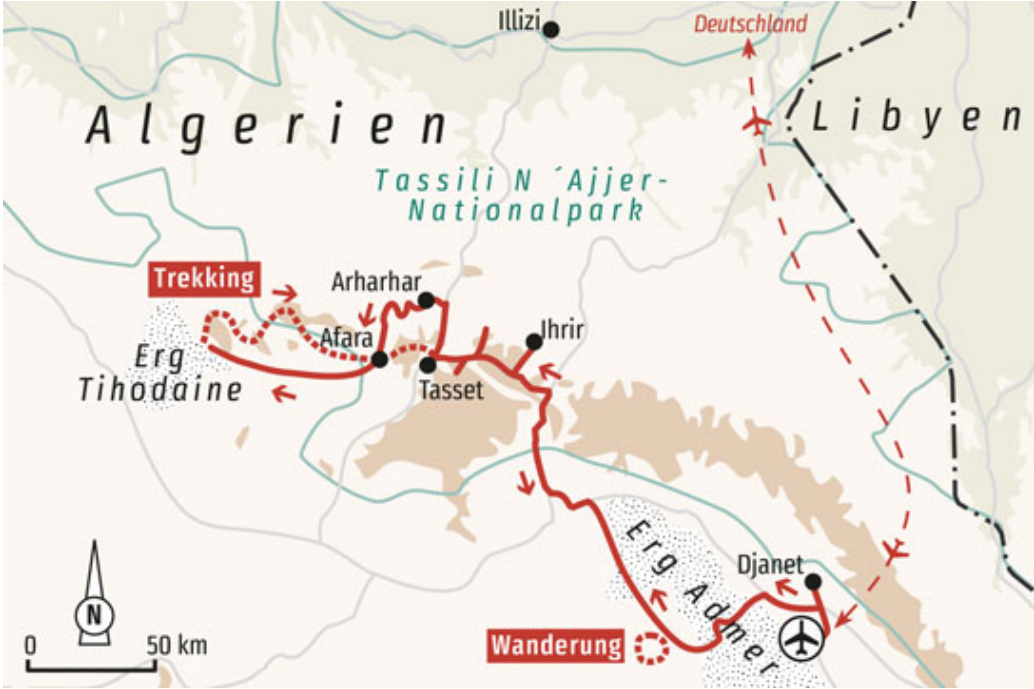 Illizi
Deutschland
Algerien
Libyen
Tassili N ´Ajjer-
Nationalpark
Trekking
Arharhar
Afara
Ihrir
Erg
Tihodaine
Tasset
Erg Admer
Djanet
N
0 50 km
Wanderung